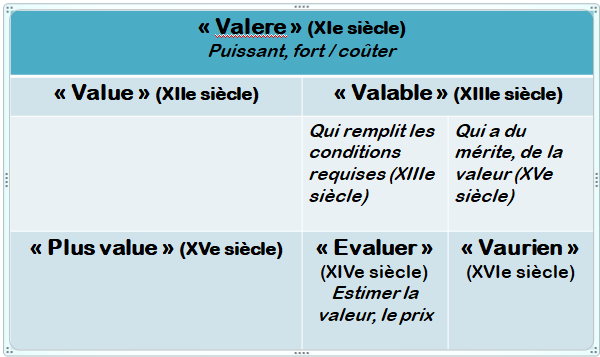 « Valere » (XIe siècle)
Puissant, fort / coûter
« Value » (XIIe siècle)
« Valable » (XIIIe siècle)
Qui remplit les
conditions
requises (XIIIe
siècle)
Qui a du
mérite, de la
valeur (XVe
siècle)
« Plus value » (XVe siècle)
« Evaluer »
(XIVe siècle)
Estimer la
valeur, le prix
« Vaurien »
(XVIe siècle)